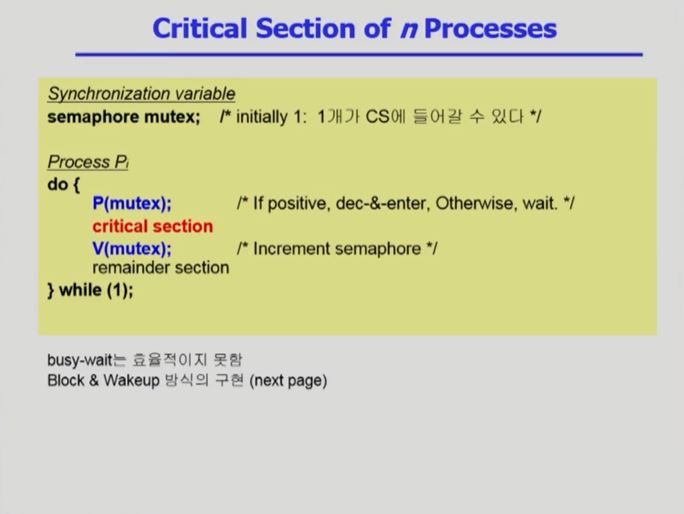 Critical Section of n Processes
Synchronization variable
semaphore mutex; /* initially 1: 1개가 CS에 들어갈 수 있다 */
Process Pi
do {
P(mutex); /* If positive, dec-&-enter, Otherwise, wait. */
critical section
V(mutex); /* Increment semaphore */
remainder section
} while (1);
busy-wait는 효율적이지 못함
Block & Wakeup 방식의 구현 (next page)